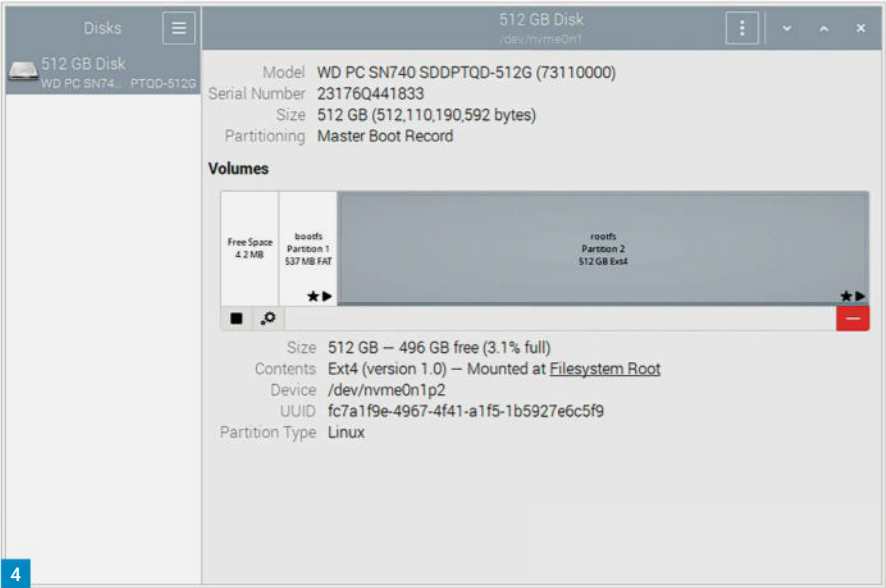 Disks
512 GB Disk
/dev/nvme0n1
512 GB Disk
WD PC SN74... PTQD-512G
Model WD PC SN740 SDDPTQD-512G (73110000)
Serial Number 23176Q441833
Size 512 GB (512,110,190,592 bytes)
Partitioning Master Boot Record
Volumes
Free Space
4.2 MB
bootfs
Partition 1
537 MB FAT
rootfs
Partition 2
512 GB Ext4
Size 512 GB — 496 GB free (3.1% full)
Contents Ext4 (version 1.0) — Mounted at Filesystem Root
Device /dev/nvme0n1p2
UUID fc7a1f9e-4967-4f41-a1f5-1b5927e6c5f9
Partition Type Linux
4